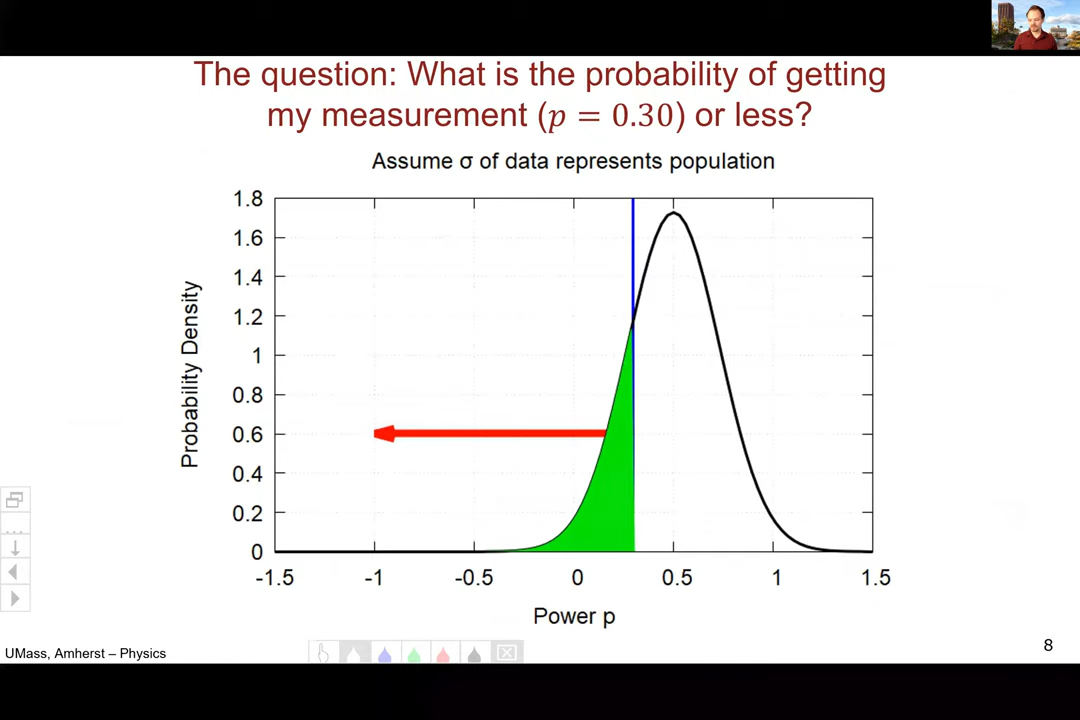 The question: What is the probability of getting
my measurement (p = 0.30) or less?
Assume σ of data represents population
1.8
1.6
1.4
1.2
1
0.8
0.6
0.4
0.2
0
Probability Density
-1.5 -1 -0.5 0 0.5 1 1.5
Power p
UMass, Amherst – Physics
8